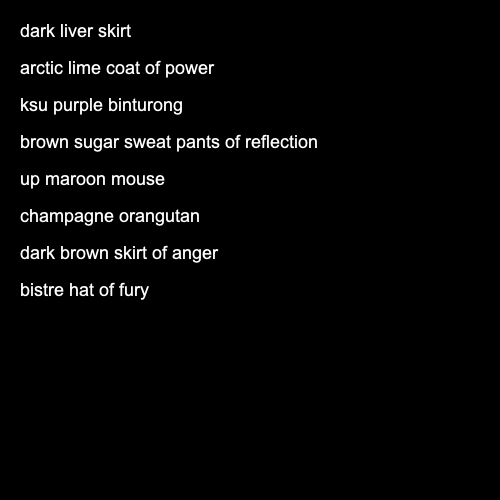 dark liver skirt
arctic lime coat of power
ksu purple binturong
brown sugar sweat pants of reflection
up maroon mouse
champagne orangutan
dark brown skirt of anger
bistre hat of fury